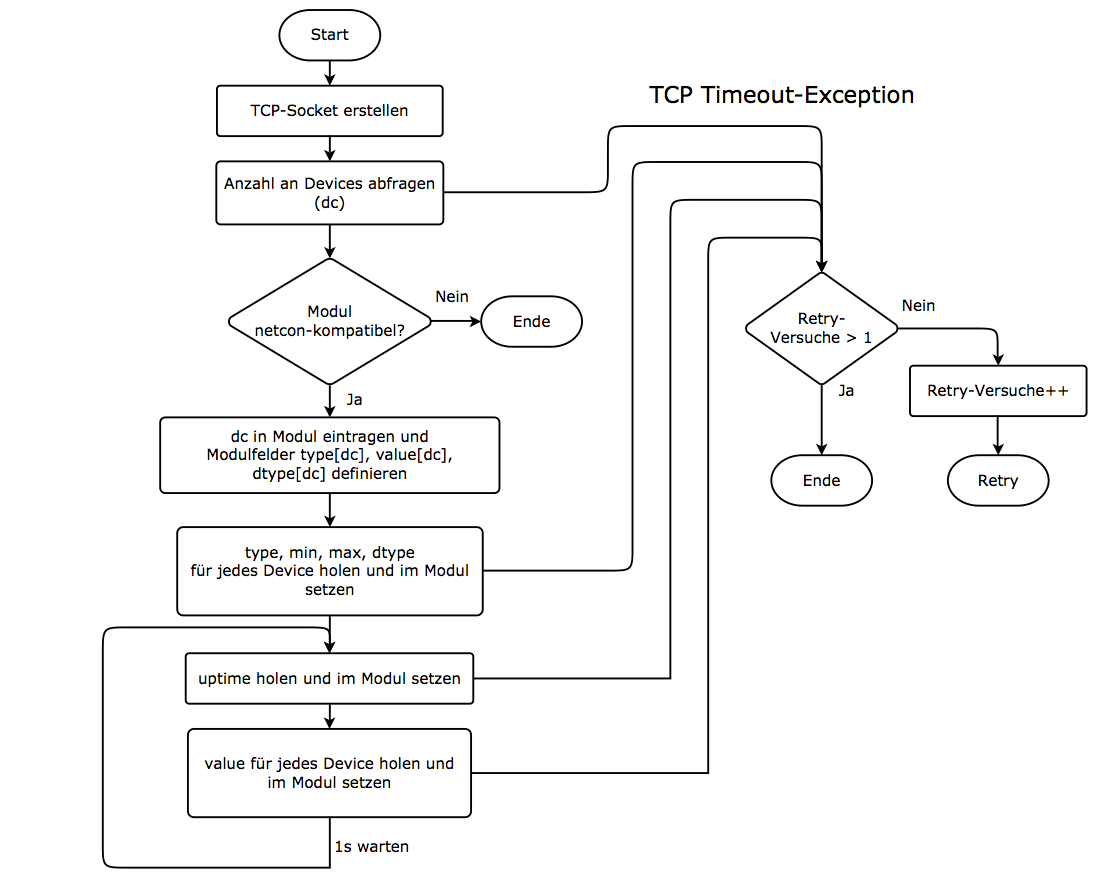 Start
TCP-Socket erstellen
TCP Timeout-Exception
Anzahl an Devices abfragen
(dc)
Modul
netcon-kompatibel?
Nein
Ende
Ja
Retry-
Versuche > 1
Nein
Ja
Retry-Versuche++
Ende
Retry
dc in Modul eintragen und
Modulfelder type[dc], value[dc],
dtype[dc] definieren
type, min, max, dtype
für jedes Device holen und im Modul
setzen
uptime holen und im Modul setzen
value für jedes Device holen und
im Modul setzen
1s warten